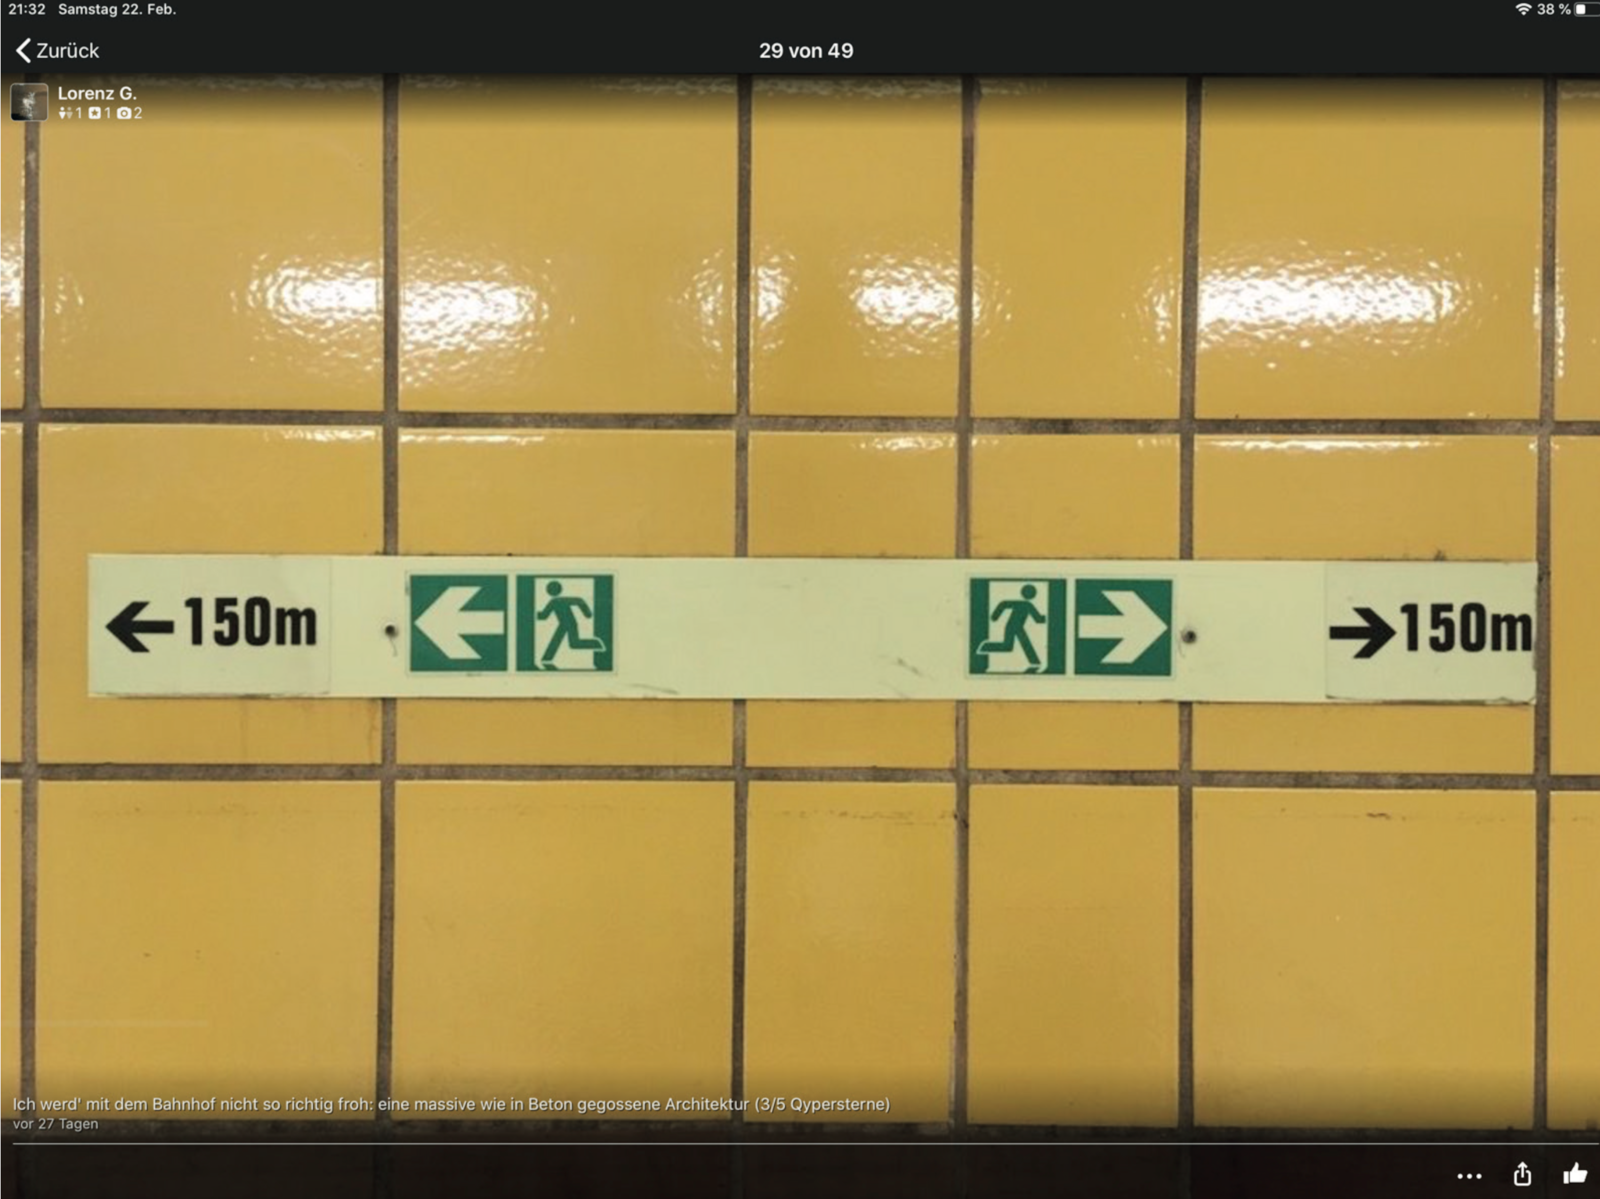 21:32 Samstag 22. Feb.
38 %
Zurück
29 von 49
Lorenz G.
1 1 2
150m
150m
Ich werd' mit dem Bahnhof nicht so richtig froh: eine massive wie in Beton gegossene Architektur (3/5 Qypersterne)
vor 27 Tagen